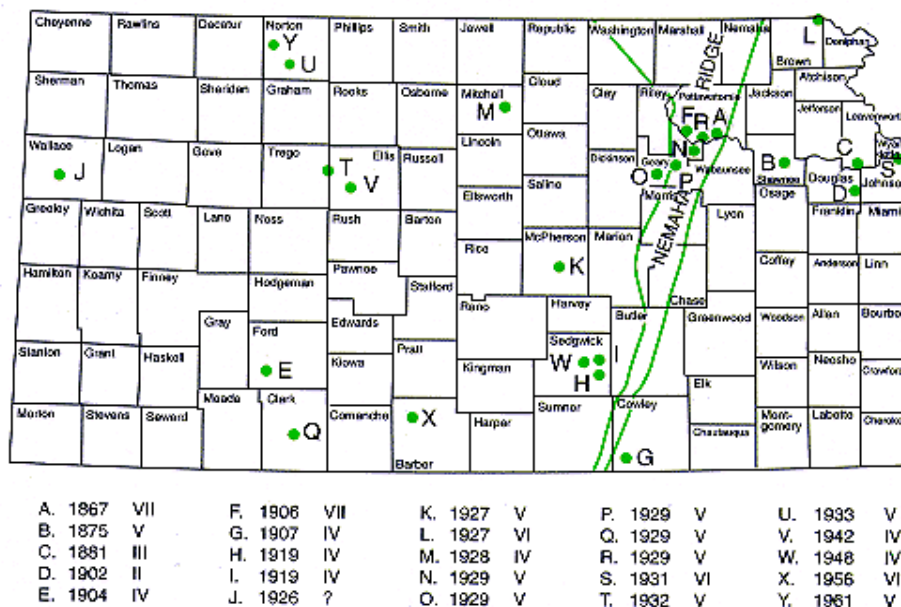 Cheyenne Rawlins Decatur Norton Phillips Smith Jewell Republic Washington Marshall Nemaha L Doniphan
Y
U
Brown
Atchison
Sherman Thomas Sheridan Graham Rooks Osborne Mitchell Cloud Clay Riley Pottawatomie Jackson Jefferson Leavenworth
M
RIDGE
F R A
Lincoln Ottawa
Wallace Logan Gove Trego Ellis Russell Dickinson Geary N Wabaunsee B Shawnee C S
J T V O P Douglas Johnson
D
Saline Morris Osage
Ellsworth
Greeley Wichita Scott Lane Ness Rush Barton Lyon Franklin Miami
NEMAHA
Rice McPherson Marion
K
Hamilton Kearny Finney Hodgeman Pawnee Stafford Chase Coffey Anderson Linn
Reno Harvey Butler Greenwood Woodson Allen Bourbo
Gray Ford Edwards
Sedgwick
E Pratt W I
H
Stanton Grant Haskell Kiowa Kingman Elk Wilson Neosho Crawford
Meade Clark
Morton Stevens Seward Comanche X Harper Sumner Cowley Chautauqua Mont-
gomery Labette Cherokee
Q Barber G
A. 1867 VII F. 1906 VII K. 1927 V P. 1929 V U. 1933 V
B. 1875 V G. 1907 IV L. 1927 VI Q. 1929 V V. 1942 IV
C. 1881 III H. 1919 IV M. 1928 IV R. 1929 V W. 1948 IV
D. 1902 II I. 1919 IV N. 1929 V S. 1931 VI X. 1956 VI
E. 1904 IV J. 1926 ? O. 1929 V T. 1932 V Y. 1961 V